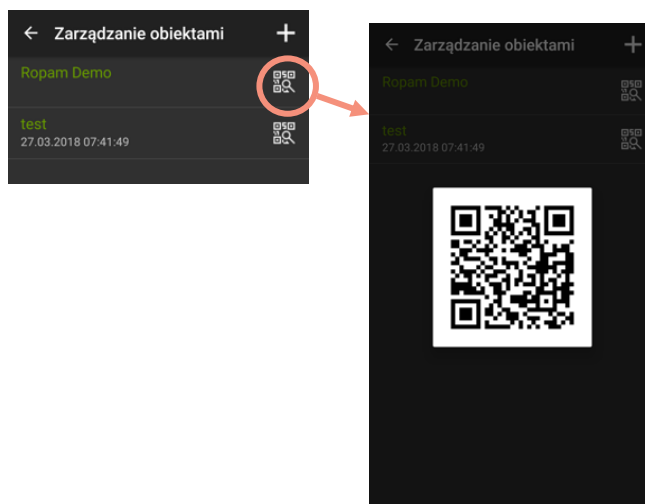 Zarządzanie obiektami
Ropam Demo
test
27.03.2018 07:41:49
Zarządzanie obiektami
Ropam Demo
test
27.03.2018 07:41:49